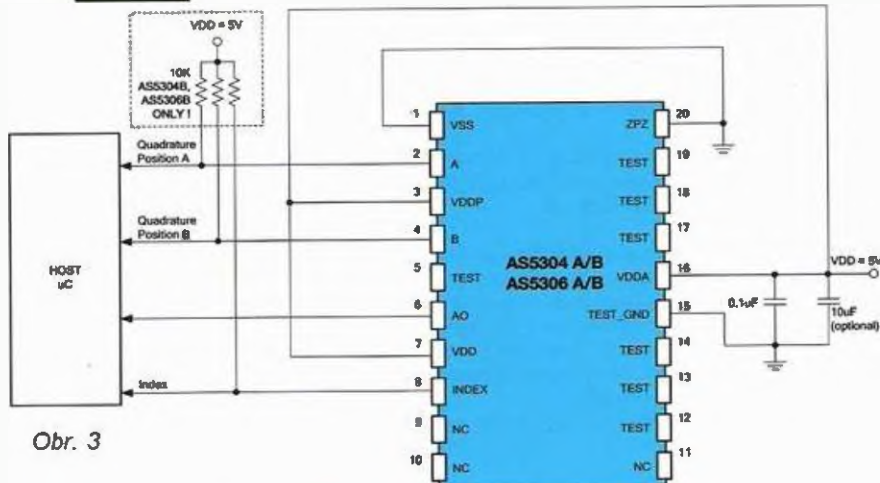 VDD = 5V
10K
AS5304B,
AS5306B
ONLY !
HOST
uC
Quadrature
Position A
Quadrature
Position B
Index
1
2
3
4
5
6
7
8
9
10
VSS
A
VDDP
B
TEST
AO
VDD
INDEX
NC
NC
AS5304 A/B
AS5306 A/B
ZPZ
TEST
TEST
TEST
VDDA
TEST_GND
TEST
TEST
TEST
NC
20
19
18
17
16
15
14
13
12
11
VDD = 5V
0.1uF
10uF
(optional)
Obr. 3